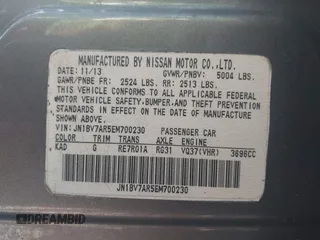 MANUFACTURED BY NISSAN MOTOR CO.,LTD.
DATE: 11/13 GVWR/PNBV: 5004 LBS.
GAWR/PNBE FR: 2524 LBS. RR: 2513 LBS.
THIS VEHICLE CONFORMS TO ALL APPLICABLE FEDERAL
MOTOR VEHICLE SAFETY,BUMPER,AND THEFT PREVENTION
STANDARDS IN EFFECT ON THE DATE OF MANUFACTURE
SHOWN ABOVE.
VIN: JN1BV7AR5EM700230 PASSENGER CAR
COLOR TRIM TRANS AXLE ENGINE
KAD G RE7R01A RG31 VQ37(VHR) 3696CC
JN1BV7AR5EM700230
DREAMBID